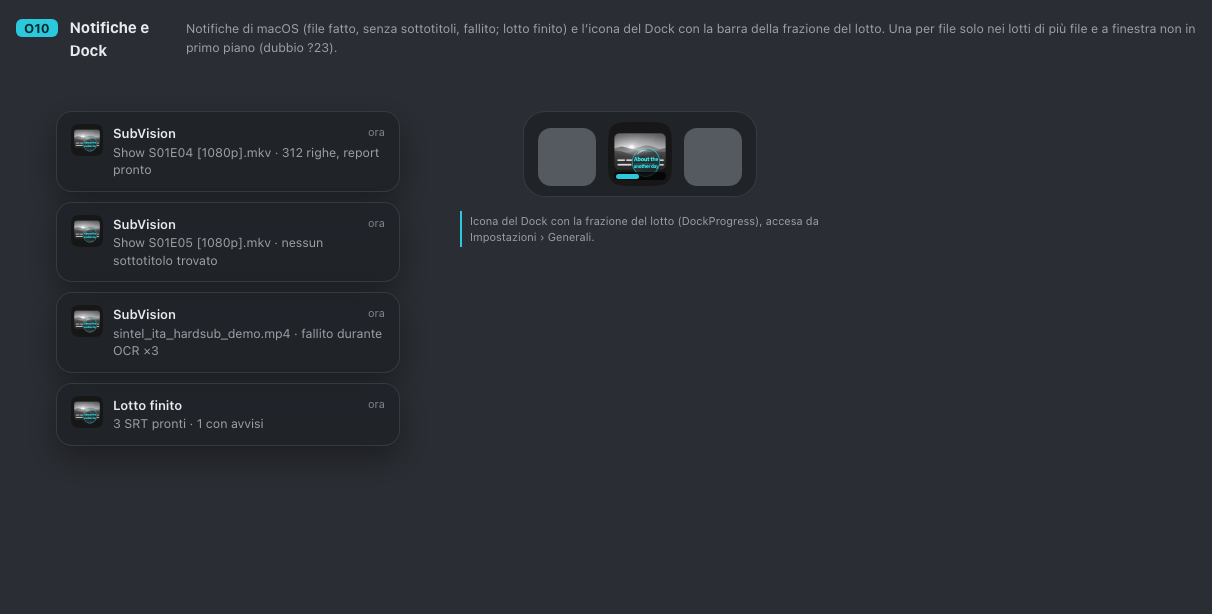 O10 Notifiche e Dock
Notifiche di macOS (file fatto, senza sottotitoli, fallito; lotto finito) e l'icona del Dock con la barra della frazione del lotto. Una per file solo nei lotti di più file e a finestra non in
primo piano (dubbio ?23).
SubVision ora
Show S01E04 [1080p].mkv · 312 righe, report
pronto
SubVision ora
Show S01E05 [1080p].mkv · nessun
sottotitolo trovato
SubVision ora
sintel_ita_hardsub_demo.mp4 · fallito durante
OCR ×3
Lotto finito ora
3 SRT pronti · 1 con avvisi
About the
another day
Icona del Dock con la frazione del lotto (DockProgress), accesa da
Impostazioni › Generali.